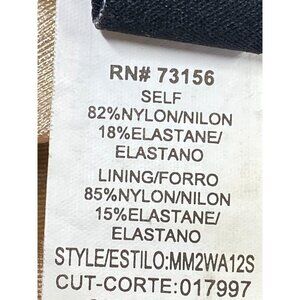 RN# 73156
SELF
82%NYLON/NILON
18%ELASTANE/
ELASTANO
LINING/FORRO
85%NYLON/NILON
15%ELASTANE/
ELASTANO
STYLE/ESTILO:MM2WA12S
CUT-CORTE:017997